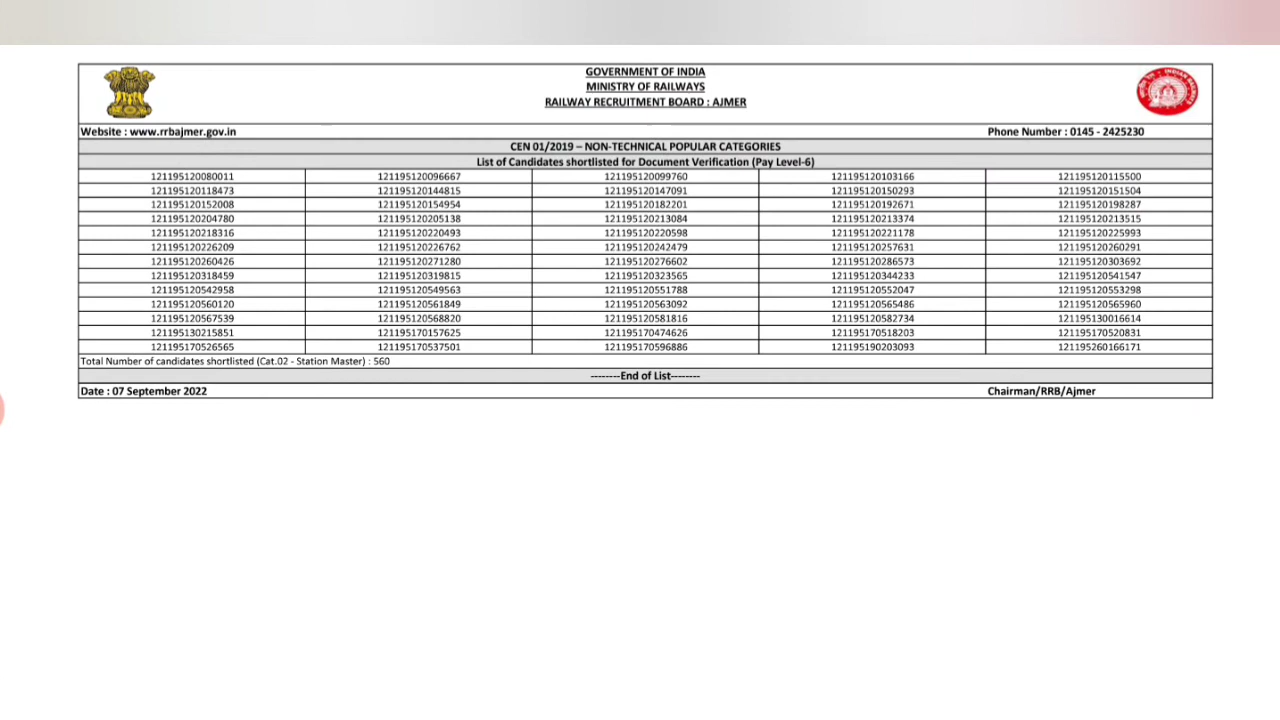 GOVERNMENT OF INDIA
MINISTRY OF RAILWAYS
RAILWAY RECRUITMENT BOARD : AJMER
Website : www.rrbajmer.gov.in Phone Number : 0145 - 2425230
CEN 01/2019 – NON-TECHNICAL POPULAR CATEGORIES
List of Candidates shortlisted for Document Verification (Pay Level-6)
121195120080011 121195120096667 121195120099760 121195120103166 121195120115500
121195120118473 121195120144815 121195120147091 121195120150293 121195120151504
121195120152008 121195120154954 121195120182201 121195120192671 121195120198287
121195120204780 121195120205138 121195120213084 121195120213374 121195120213515
121195120218316 121195120220493 121195120220598 121195120221178 121195120225993
121195120226209 121195120226762 121195120242479 121195120257631 121195120260291
121195120260426 121195120271280 121195120276602 121195120286573 121195120303692
121195120318459 121195120319815 121195120323565 121195120344233 121195120541547
121195120542958 121195120549563 121195120551788 121195120552047 121195120553298
121195120560120 121195120561849 121195120563092 121195120565486 121195120565960
121195120567539 121195120568820 121195120581816 121195120582734 121195130016614
121195130215851 121195170157625 121195170474626 121195170518203 121195170520831
121195170526565 121195170537501 121195170596886 121195190203093 121195260166171
Total Number of candidates shortlisted (Cat.02 - Station Master) : 560
--------End of List--------
Date : 07 September 2022 Chairman/RRB/Ajmer